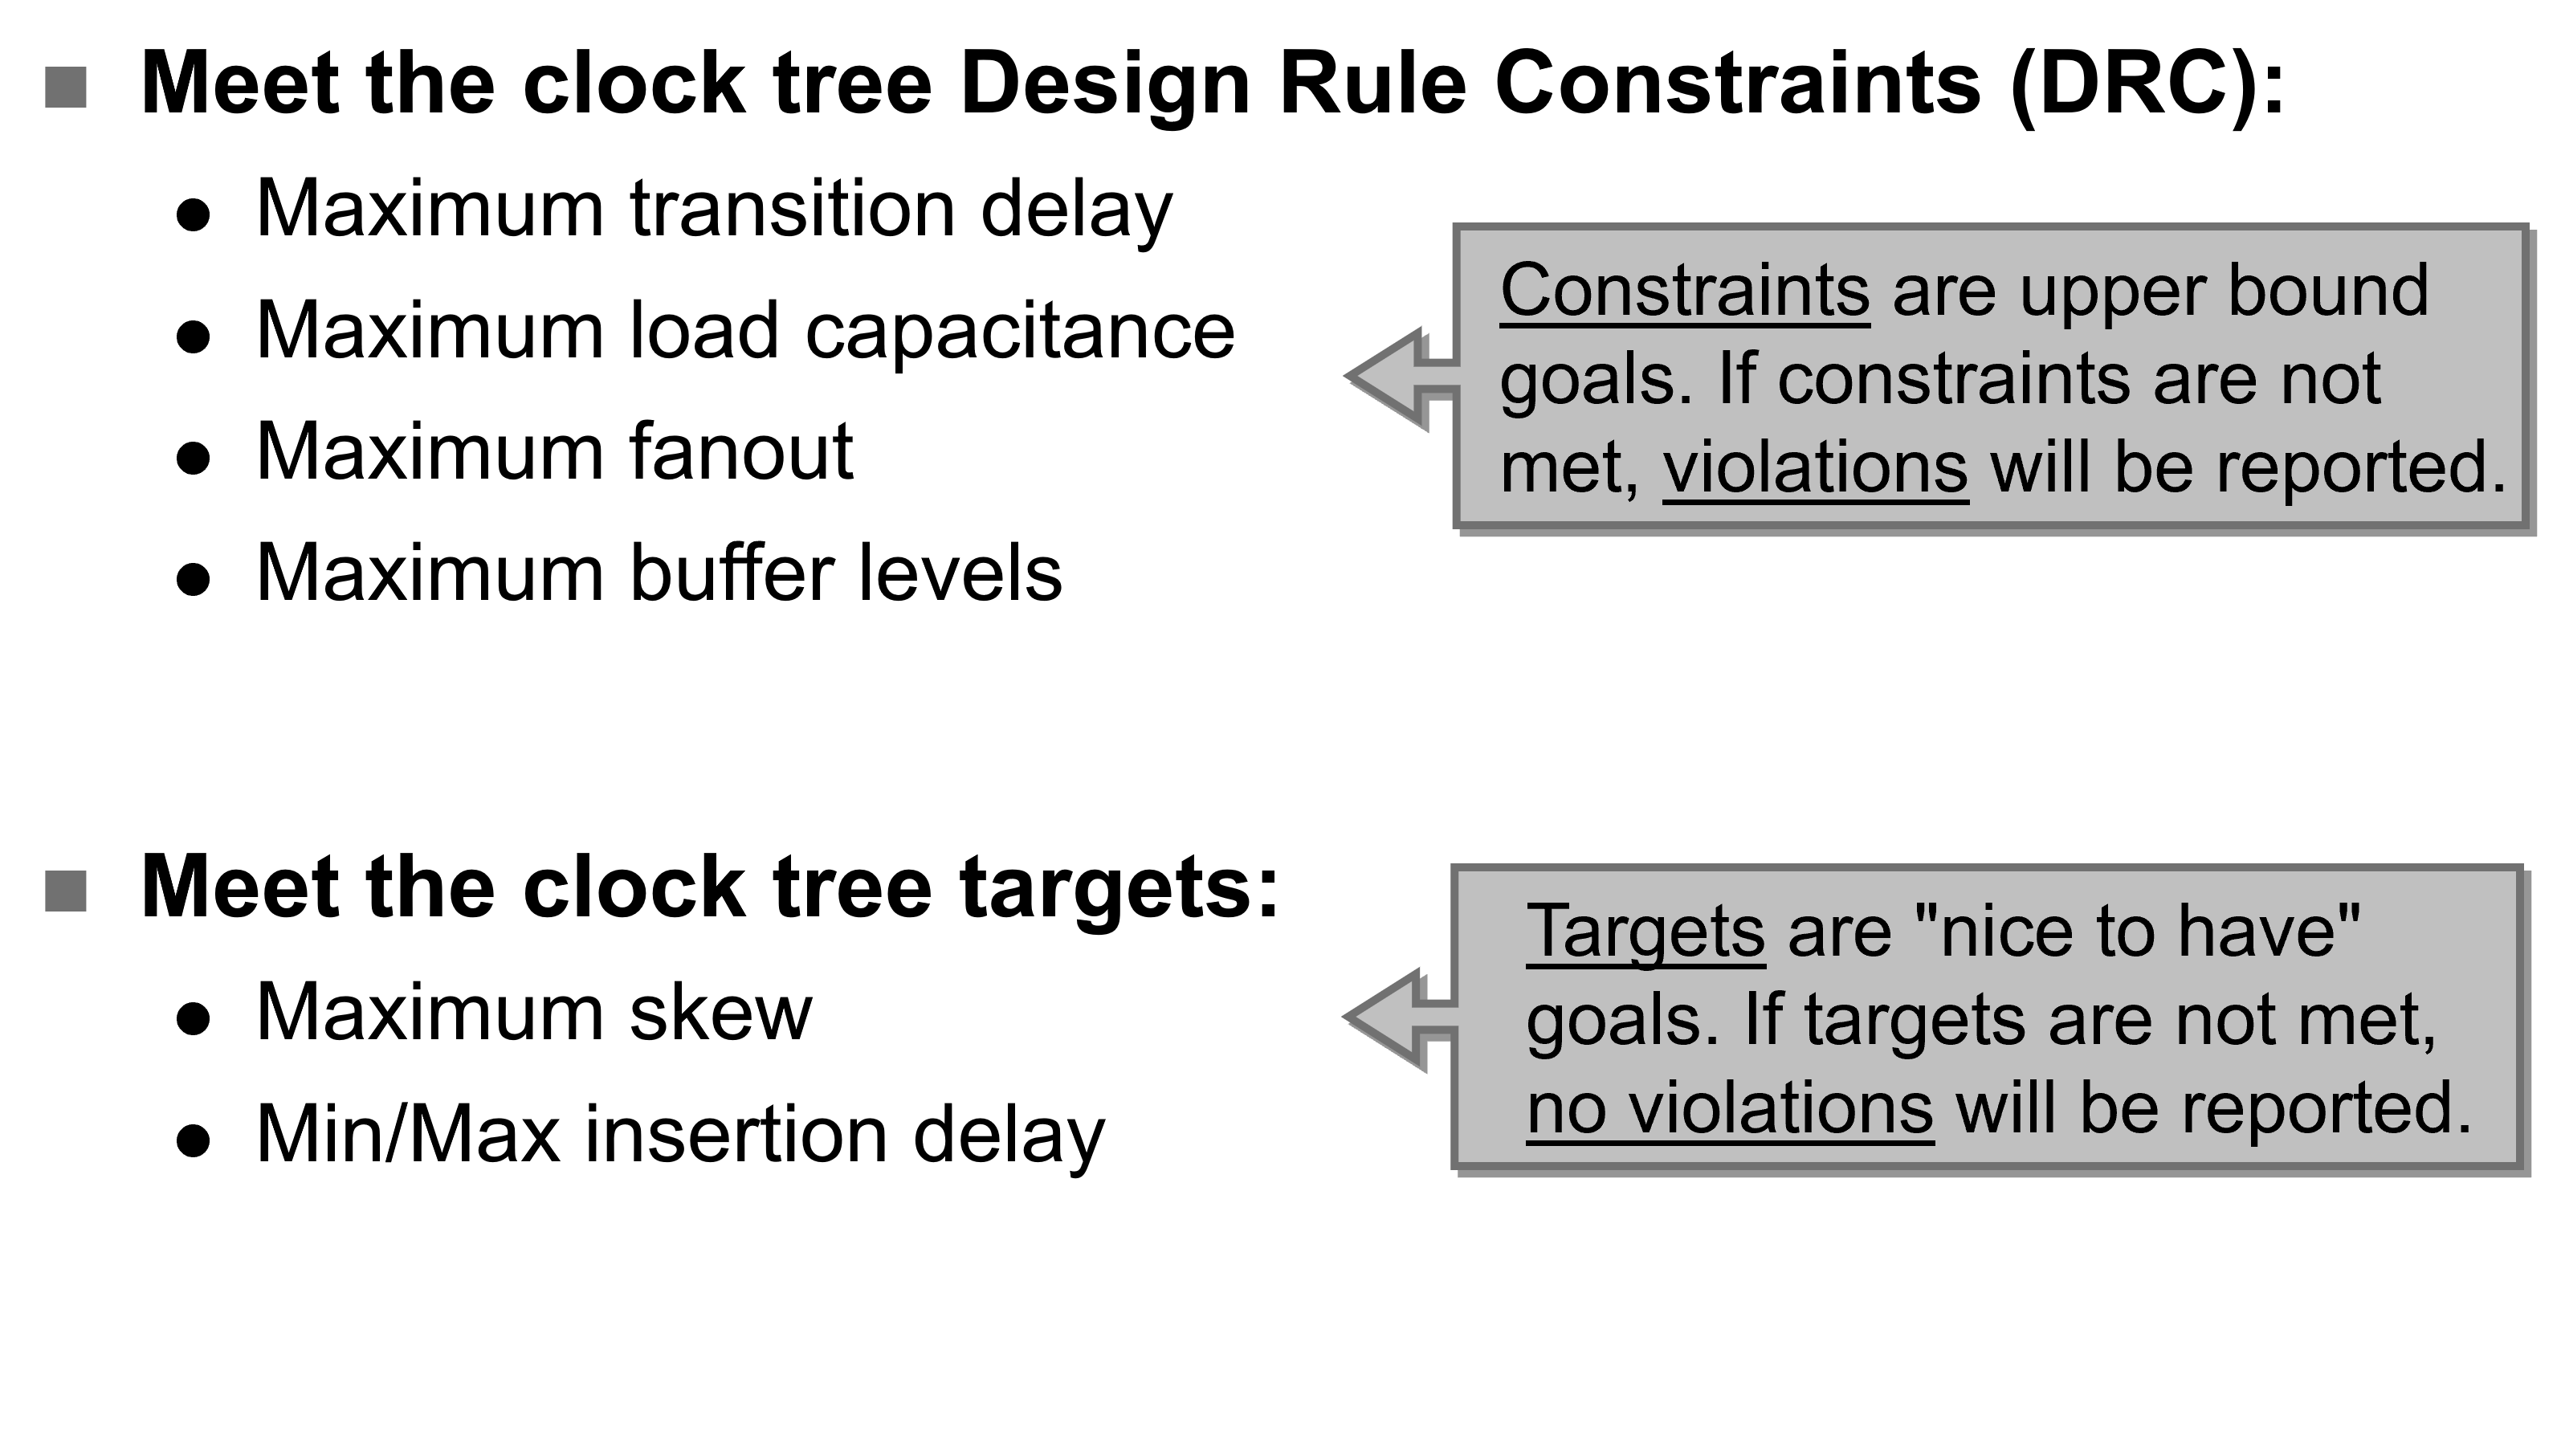 Meet the clock tree Design Rule Constraints (DRC):
Maximum transition delay
Maximum load capacitance
Maximum fanout
Maximum buffer levels
Constraints are upper bound
goals. If constraints are not
met, violations will be reported.
Meet the clock tree targets:
Maximum skew
Min/Max insertion delay
Targets are "nice to have"
goals. If targets are not met,
no violations will be reported.